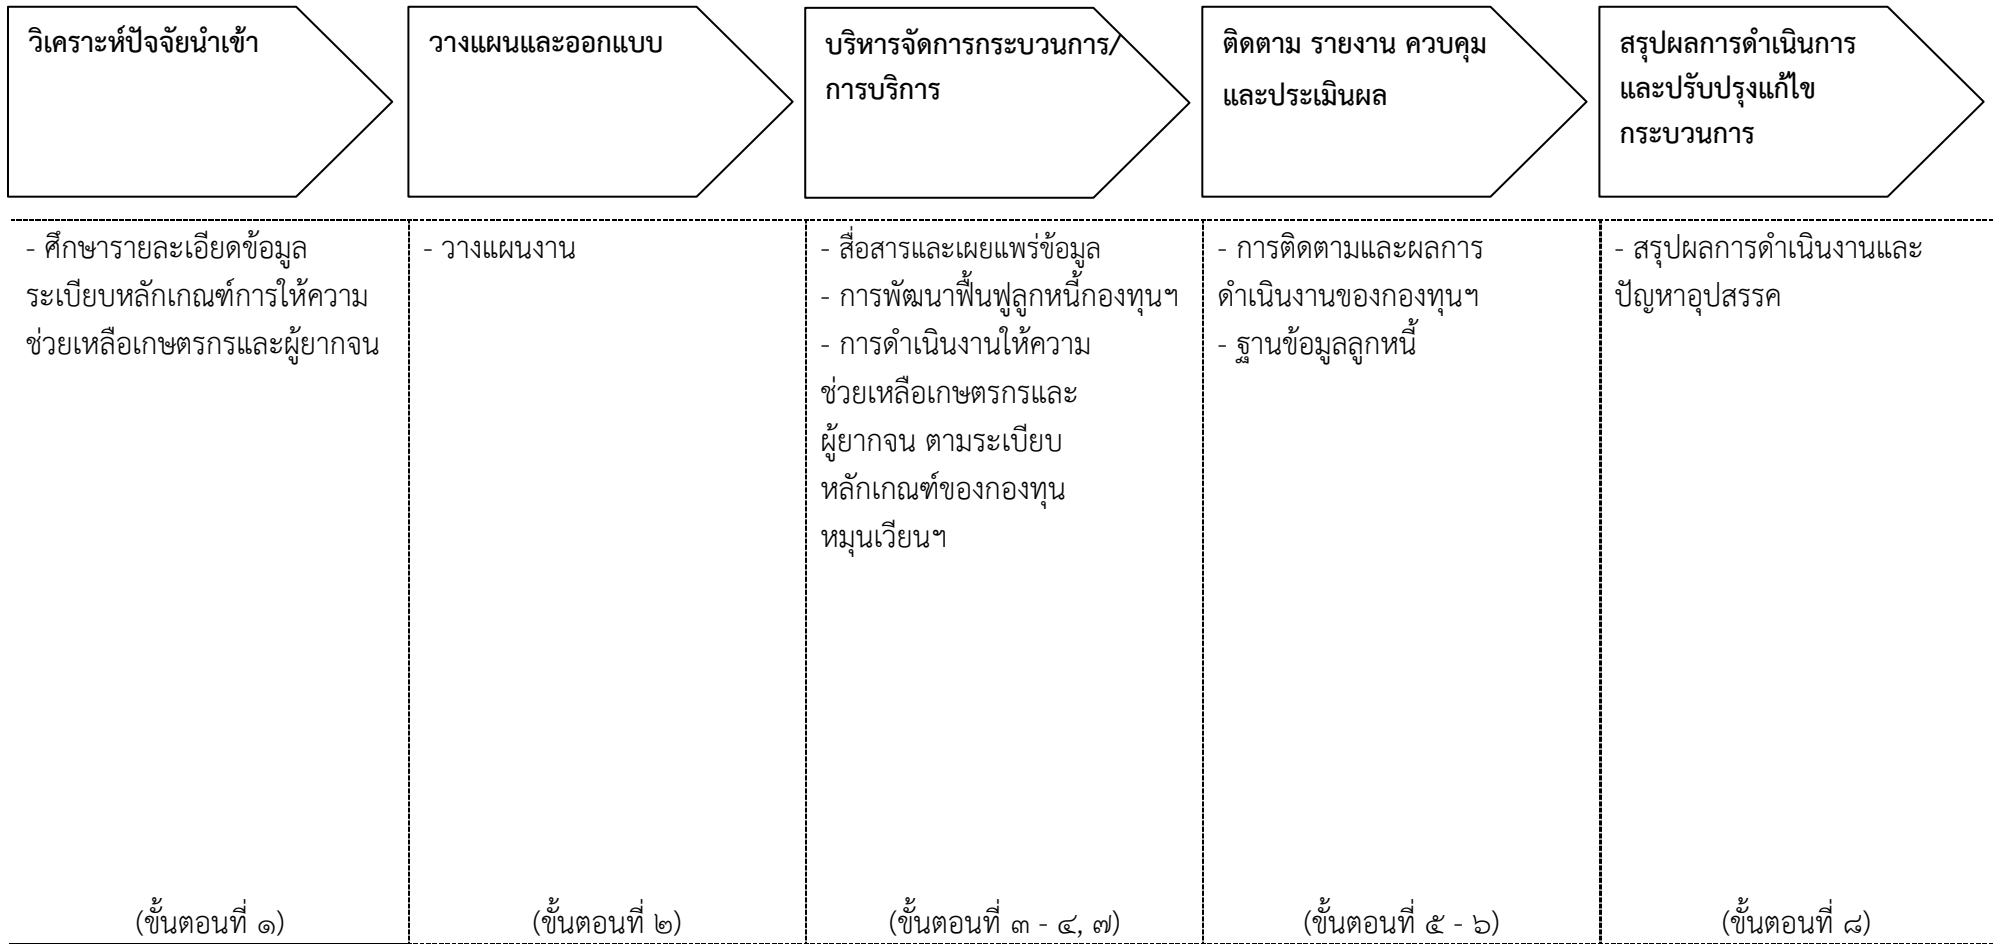 วิเคราะห์ปัจจัยนำเข้า
วางแผนและออกแบบ
บริหารจัดการกระบวนการ/
การบริการ
ติดตาม รายงาน ควบคุม
และประเมินผล
สรุปผลการดำเนินการ
และปรับปรุงแก้ไข
กระบวนการ
- ศึกษารายละเอียดข้อมูล
ระเบียบหลักเกณฑ์การให้ความ
ช่วยเหลือเกษตรกรและผู้ยากจน
(ขั้นตอนที่ ๑)
- วางแผนงาน
(ขั้นตอนที่ ๒)
- สื่อสารและเผยแพร่ข้อมูล
- การพัฒนาฟื้นฟูลูกหนี้กองทุนฯ
- การดำเนินงานให้ความ
ช่วยเหลือเกษตรกรและ
ผู้ยากจน ตามระเบียบ
หลักเกณฑ์ของกองทุน
หมุนเวียนฯ
(ขั้นตอนที่ ๓ - ๔, ๗)
- การติดตามและผลการ
ดำเนินงานของกองทุนฯ
- ฐานข้อมูลลูกหนี้
(ขั้นตอนที่ ๕ - ๖)
- สรุปผลการดำเนินงานและ
ปัญหาอุปสรรค
(ขั้นตอนที่ ๘)